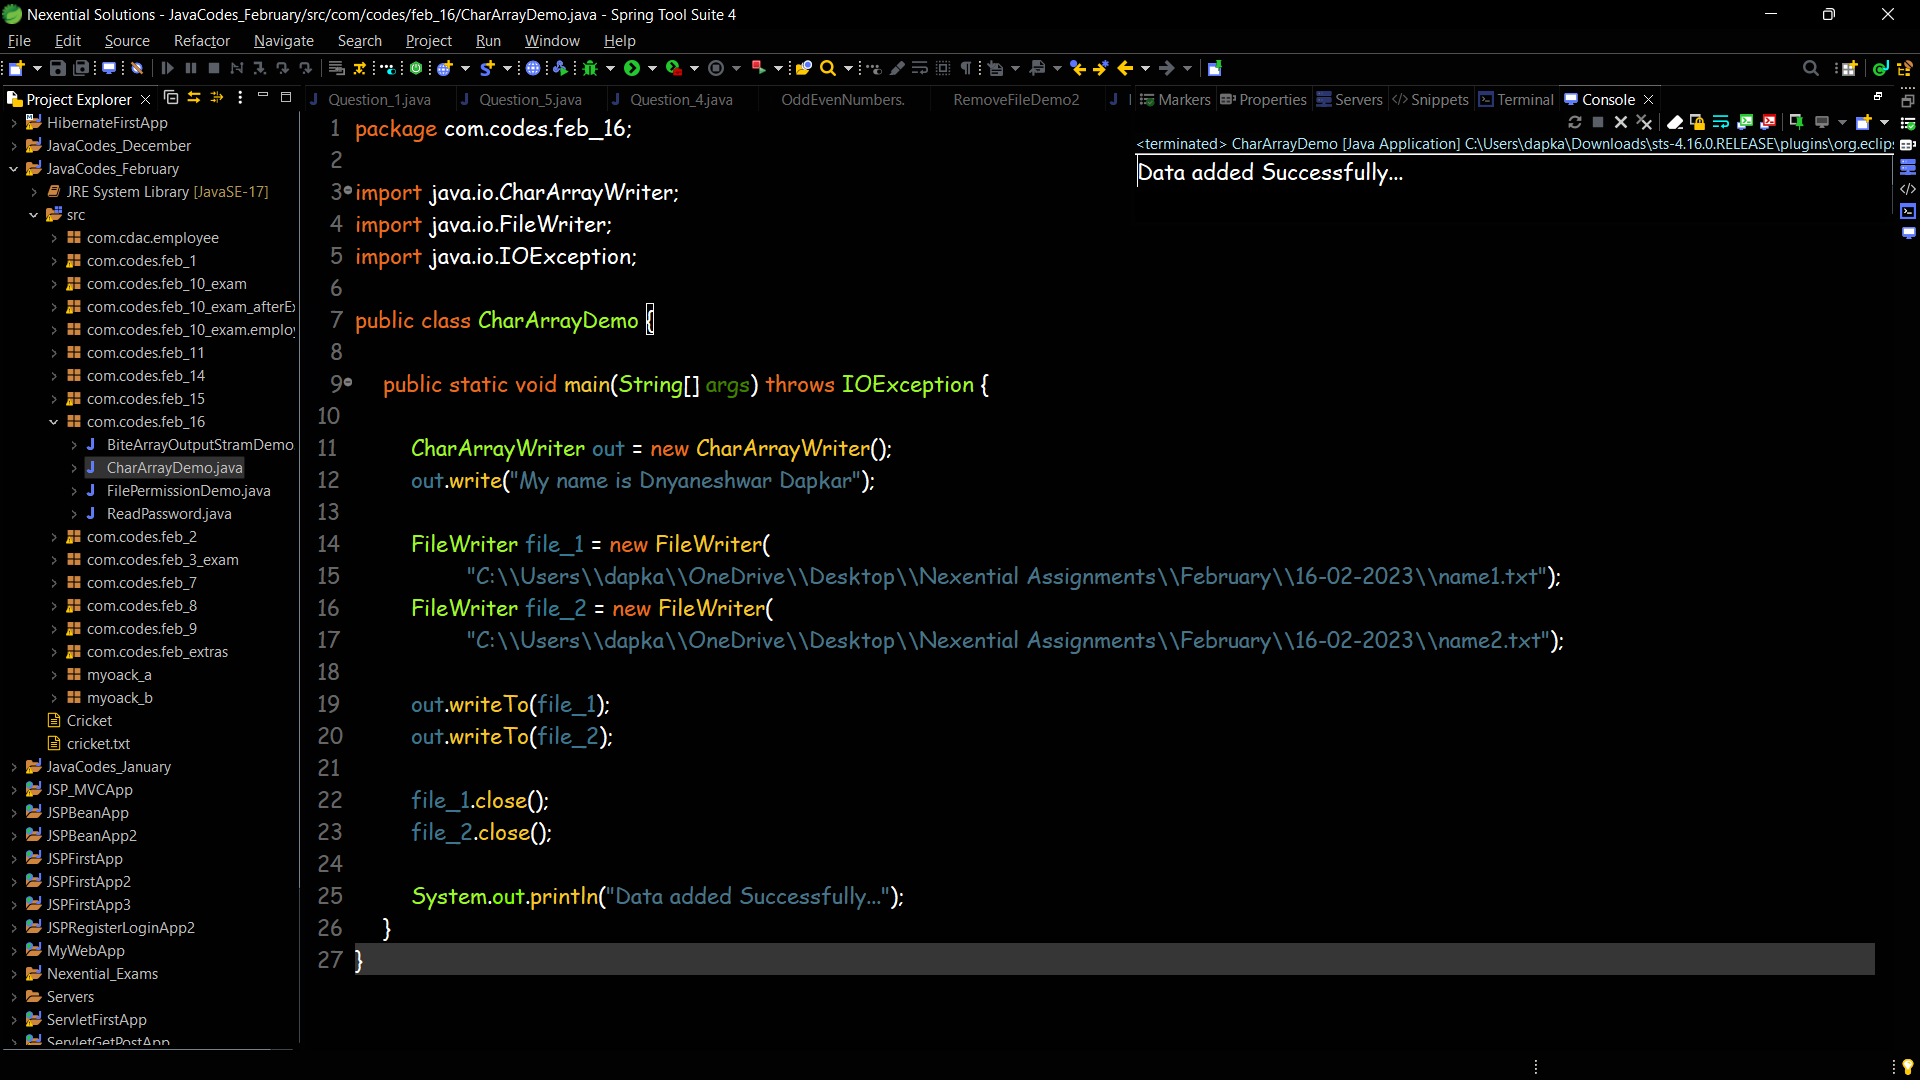 Nexential Solutions - JavaCodes_February/src/com/codes/feb_16/CharArrayDemo.java - Spring Tool Suite 4
File Edit Source Refactor Navigate Search Project Run Window Help
Project Explorer
HibernateFirstApp
JavaCodes_December
JavaCodes_February
JRE System Library [JavaSE-17]
src
com.cdac.employee
com.codes.feb_1
com.codes.feb_10_exam
com.codes.feb_10_exam_afterE
com.codes.feb_10_exam.emplo
com.codes.feb_11
com.codes.feb_14
com.codes.feb_15
com.codes.feb_16
BiteArrayOutputStramDemo
CharArrayDemo.java
FilePermissionDemo.java
ReadPassword.java
com.codes.feb_2
com.codes.feb_3_exam
com.codes.feb_7
com.codes.feb_8
com.codes.feb_9
com.codes.feb_extras
myoack_a
myoack_b
Cricket
cricket.txt
JavaCodes_January
JSP_MVCApp
JSPBeanApp
JSPBeanApp2
JSPFirstApp
JSPFirstApp2
JSPFirstApp3
JSPRegisterLoginApp2
MyWebApp
Nexential_Exams
Servers
ServletFirstApp
ServletGetPostApp
Question_1.java Question_5.java Question_4.java OddEvenNumbers. RemoveFileDemo2
1 package com.codes.feb_16;
2
3 import java.io.CharArrayWriter;
4 import java.io.FileWriter;
5 import java.io.IOException;
6
7 public class CharArrayDemo {
8
9 public static void main(String[] args) throws IOException {
10
11 CharArrayWriter out = new CharArrayWriter();
12 out.write("My name is Dnyaneshwar Dapkar");
13
14 FileWriter file_1 = new FileWriter(
15 "C:\\Users\\dapka\\OneDrive\\Desktop\\Nexential Assignments\\February\\16-02-2023\\name1.txt");
16 FileWriter file_2 = new FileWriter(
17 "C:\\Users\\dapka\\OneDrive\\Desktop\\Nexential Assignments\\February\\16-02-2023\\name2.txt");
18
19 out.writeTo(file_1);
20 out.writeTo(file_2);
21
22 file_1.close();
23 file_2.close();
24
25 System.out.println("Data added Successfully...");
26 }
27 }
Markers Properties Servers Snippets Terminal Console
<terminated> CharArrayDemo [Java Application] C:\Users\dapka\Downloads\sts-4.16.0.RELEASE\plugins\org.eclip
Data added Successfully...